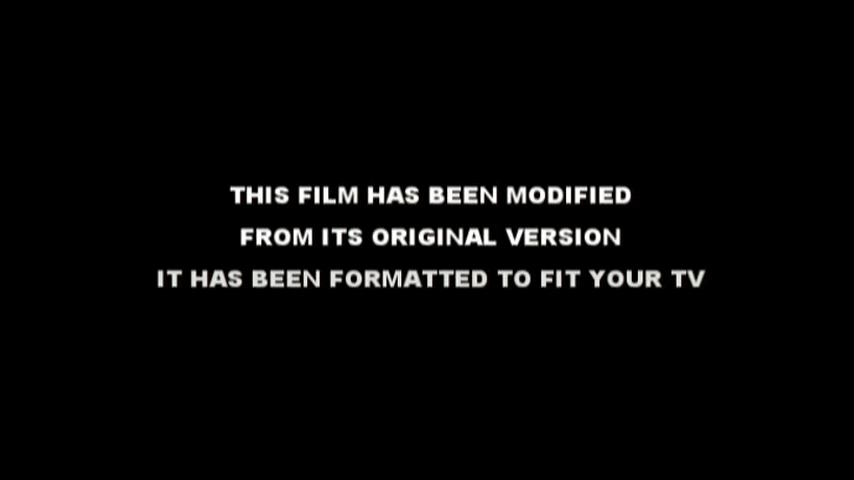 THIS FILM HAS BEEN MODIFIED
FROM ITS ORIGINAL VERSION
IT HAS BEEN FORMATTED TO FIT YOUR TV